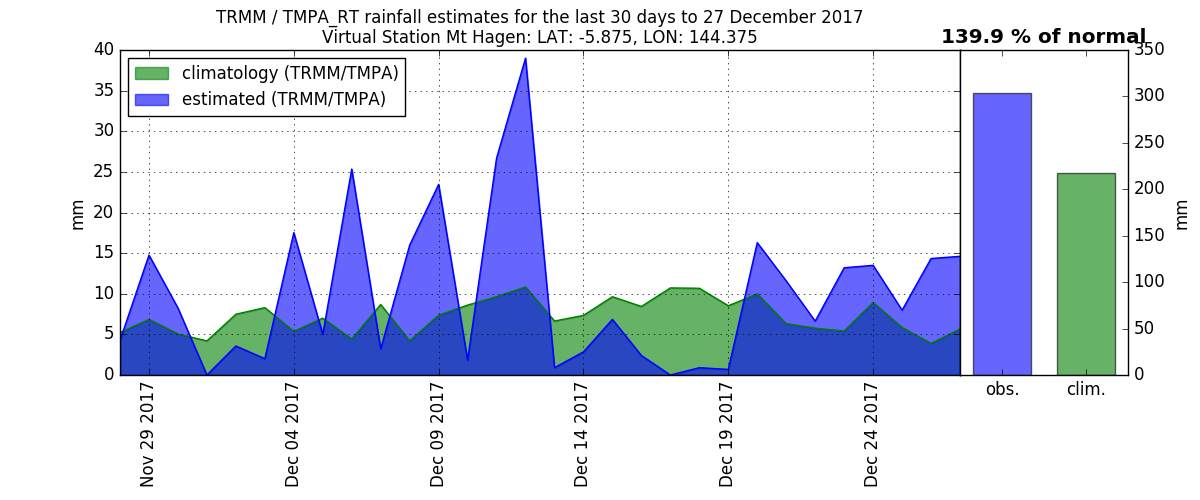 TRMM / TMPA_RT rainfall estimates for the last 30 days to 27 December 2017
Virtual Station Mt Hagen: LAT: -5.875, LON: 144.375
139.9 % of normal
climatology (TRMM/TMPA)
estimated (TRMM/TMPA)
40
35
30
25
20
15
10
5
0
mm
Nov 29 2017
Dec 04 2017
Dec 09 2017
Dec 14 2017
Dec 19 2017
Dec 24 2017
350
300
250
200
150
100
50
0
mm
obs.
clim.